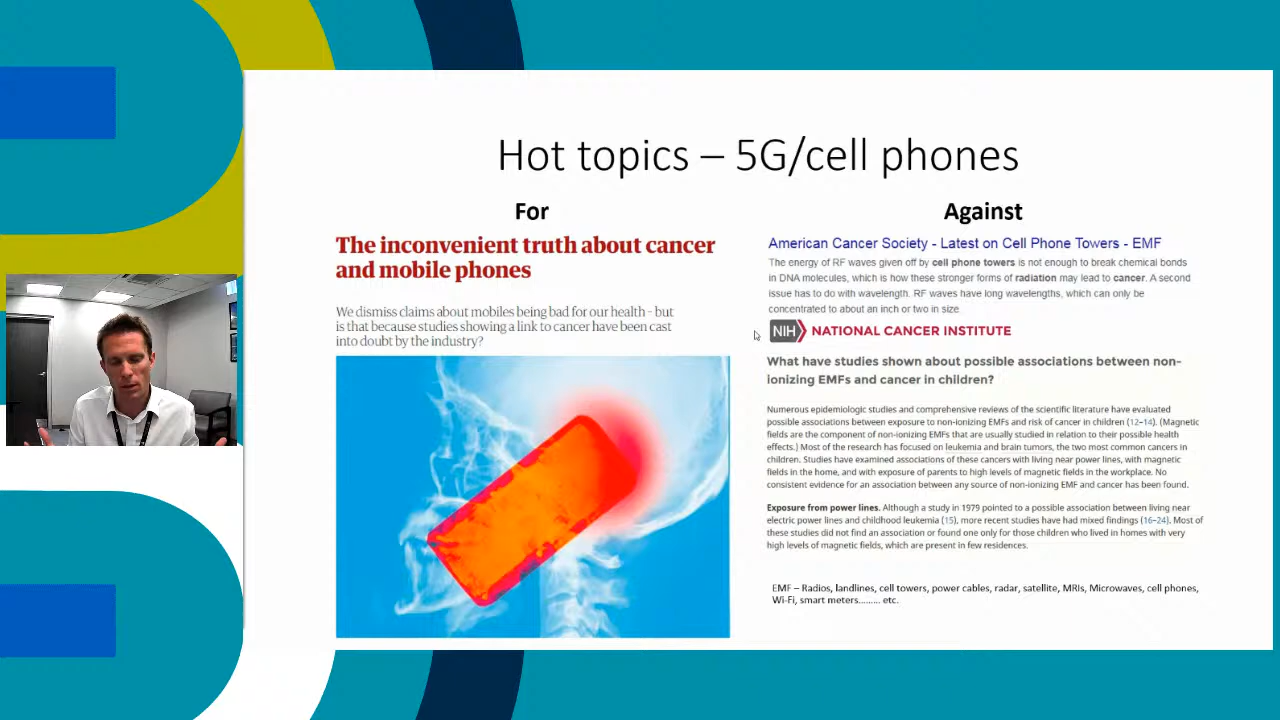 Hot topics – 5G/cell phones
For
The inconvenient truth about cancer
and mobile phones
We dismiss claims about mobiles being bad for our health - but
is that because studies showing a link to cancer have been cast
into doubt by the industry?
Against
American Cancer Society - Latest on Cell Phone Towers - EMF
The energy of RF waves given off by cell phone towers is not enough to break chemical bonds
in DNA molecules, which is how these stronger forms of radiation may lead to cancer. A second
issue has to do with wavelength. RF waves have long wavelengths, which can only be
concentrated to about an inch or two in size.
NIH NATIONAL CANCER INSTITUTE
What have studies shown about possible associations between non-
ionizing EMFs and cancer in children?
Numerous epidemiologic studies and comprehensive reviews of the scientific literature have evaluated
possible associations between exposure to non-ionizing EMFs and risk of cancer in children (12–14). (Magnetic
fields are the component of non-ionizing EMFs that are usually studied in relation to their possible health
effects.) Most of the research has focused on leukemia and brain tumors, the two most common cancers in
children. Studies have examined associations of these cancers with living near power lines, with magnetic
fields in the home, and with exposure of parents to high levels of magnetic fields in the workplace. No
consistent evidence for an association between any source of non-ionizing EMF and cancer has been found.
Exposure from power lines. Although a study in 1979 pointed to a possible association between living near
electric power lines and childhood leukemia (15), more recent studies have had mixed findings (16–24). Most of
these studies did not find an association or found one only for those children who lived in homes with very
high levels of magnetic fields, which are present in few residences.
EMF – Radios, landlines, cell towers, power cables, radar, satellite, MRIs, Microwaves, cell phones,
Wi-Fi, smart meters......... etc.